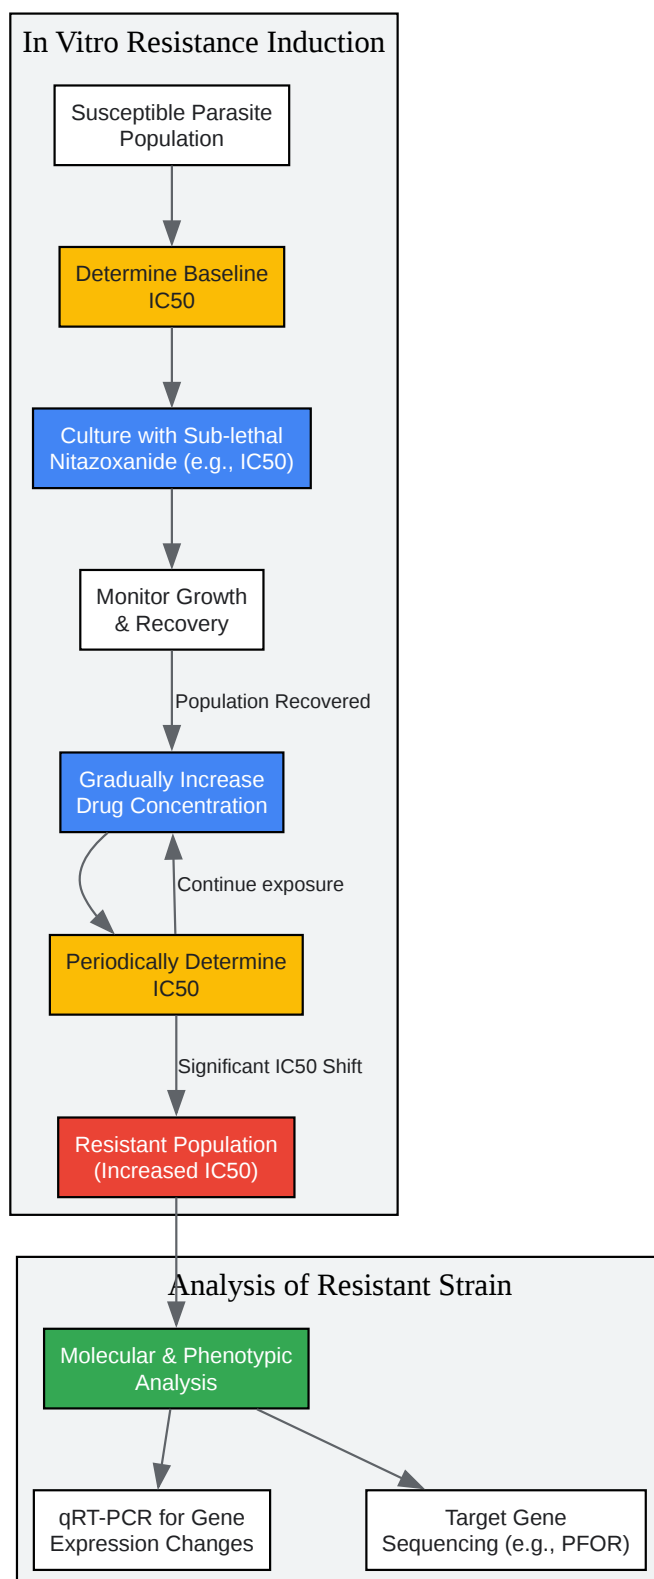 In Vitro Resistance Induction
Susceptible Parasite
Population
Determine Baseline
IC50
Culture with Sub-lethal
Nitazoxanide (e.g., IC50)
Monitor Growth
& Recovery
Population Recovered
Gradually Increase
Drug Concentration
Continue exposure
Periodically Determine
IC50
Significant IC50 Shift
Resistant Population
(Increased IC50)
Analysis of Resistant Strain
Molecular & Phenotypic
Analysis
qRT-PCR for Gene
Expression Changes
Target Gene
Sequencing (e.g., PFOR)